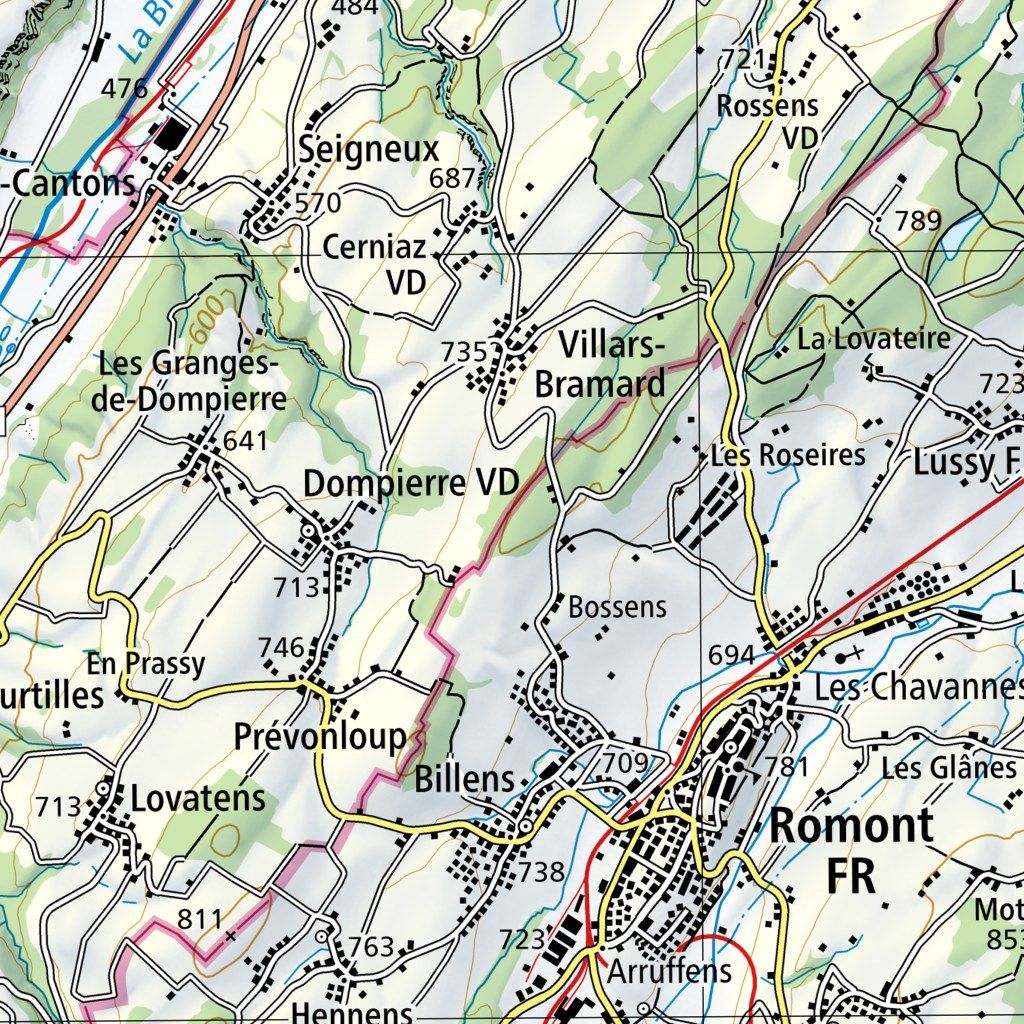 484
La Br
721
476
Rossens
VD
Seigneux
687
-Cantons
570
789
Cerniaz
VD
600
La Lovateire
735
Villars-
Bramard
Les Granges-
de-Dompierre
723
641
Les Roseires
Lussy F
Dompierre VD
713
Bossens
746
694
En Prassy
urtilles
Les Chavannes
Prévonloup
709
781
Les Glânes
Billens
713
Lovatens
Romont
FR
738
811
723
763
Mot
853
Arruffens
Hennens